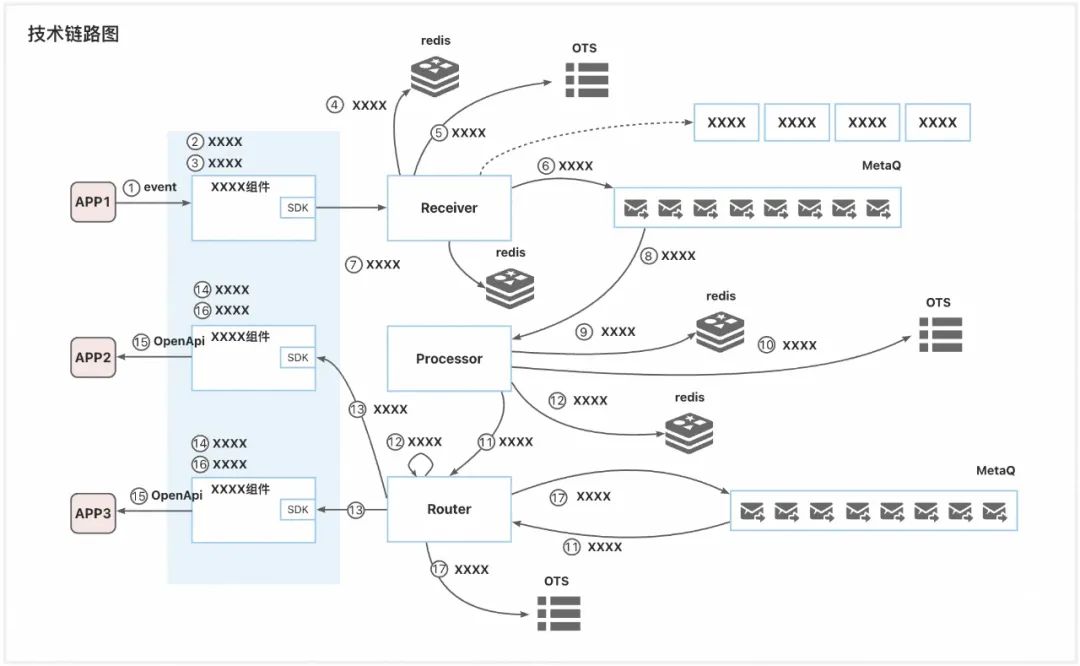 技术链路图
redis
OTS
④ XXXX
⑤ XXXX
XXXX XXXX XXXX XXXX
② XXXX
③ XXXX
⑥ XXXX
MetaQ
APP1
① event
XXXX组件
SDK
Receiver
⑦ XXXX
redis
⑧ XXXX
⑭ XXXX
⑯ XXXX
redis
OTS
APP2
⑮ OpenApi
XXXX组件
SDK
Processor
⑨ XXXX
⑩ XXXX
⑬ XXXX
⑫ XXXX
redis
⑭ XXXX
⑯ XXXX
⑫ XXXX
⑪ XXXX
MetaQ
APP3
⑮ OpenApi
XXXX组件
SDK
⑬
Router
⑰ XXXX
⑪ XXXX
⑰ XXXX
OTS